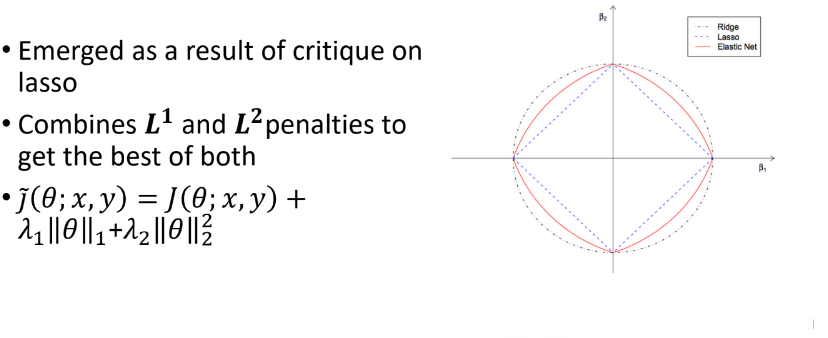 • Emerged as a result of critique on
lasso
• Combines L¹ and L² penalties to
get the best of both
• j̃(θ; x, y) = J(θ; x, y) +
λ₁‖θ‖₁+λ₂‖θ‖₂²
β₂
Ridge
Lasso
Elastic Net
β₁